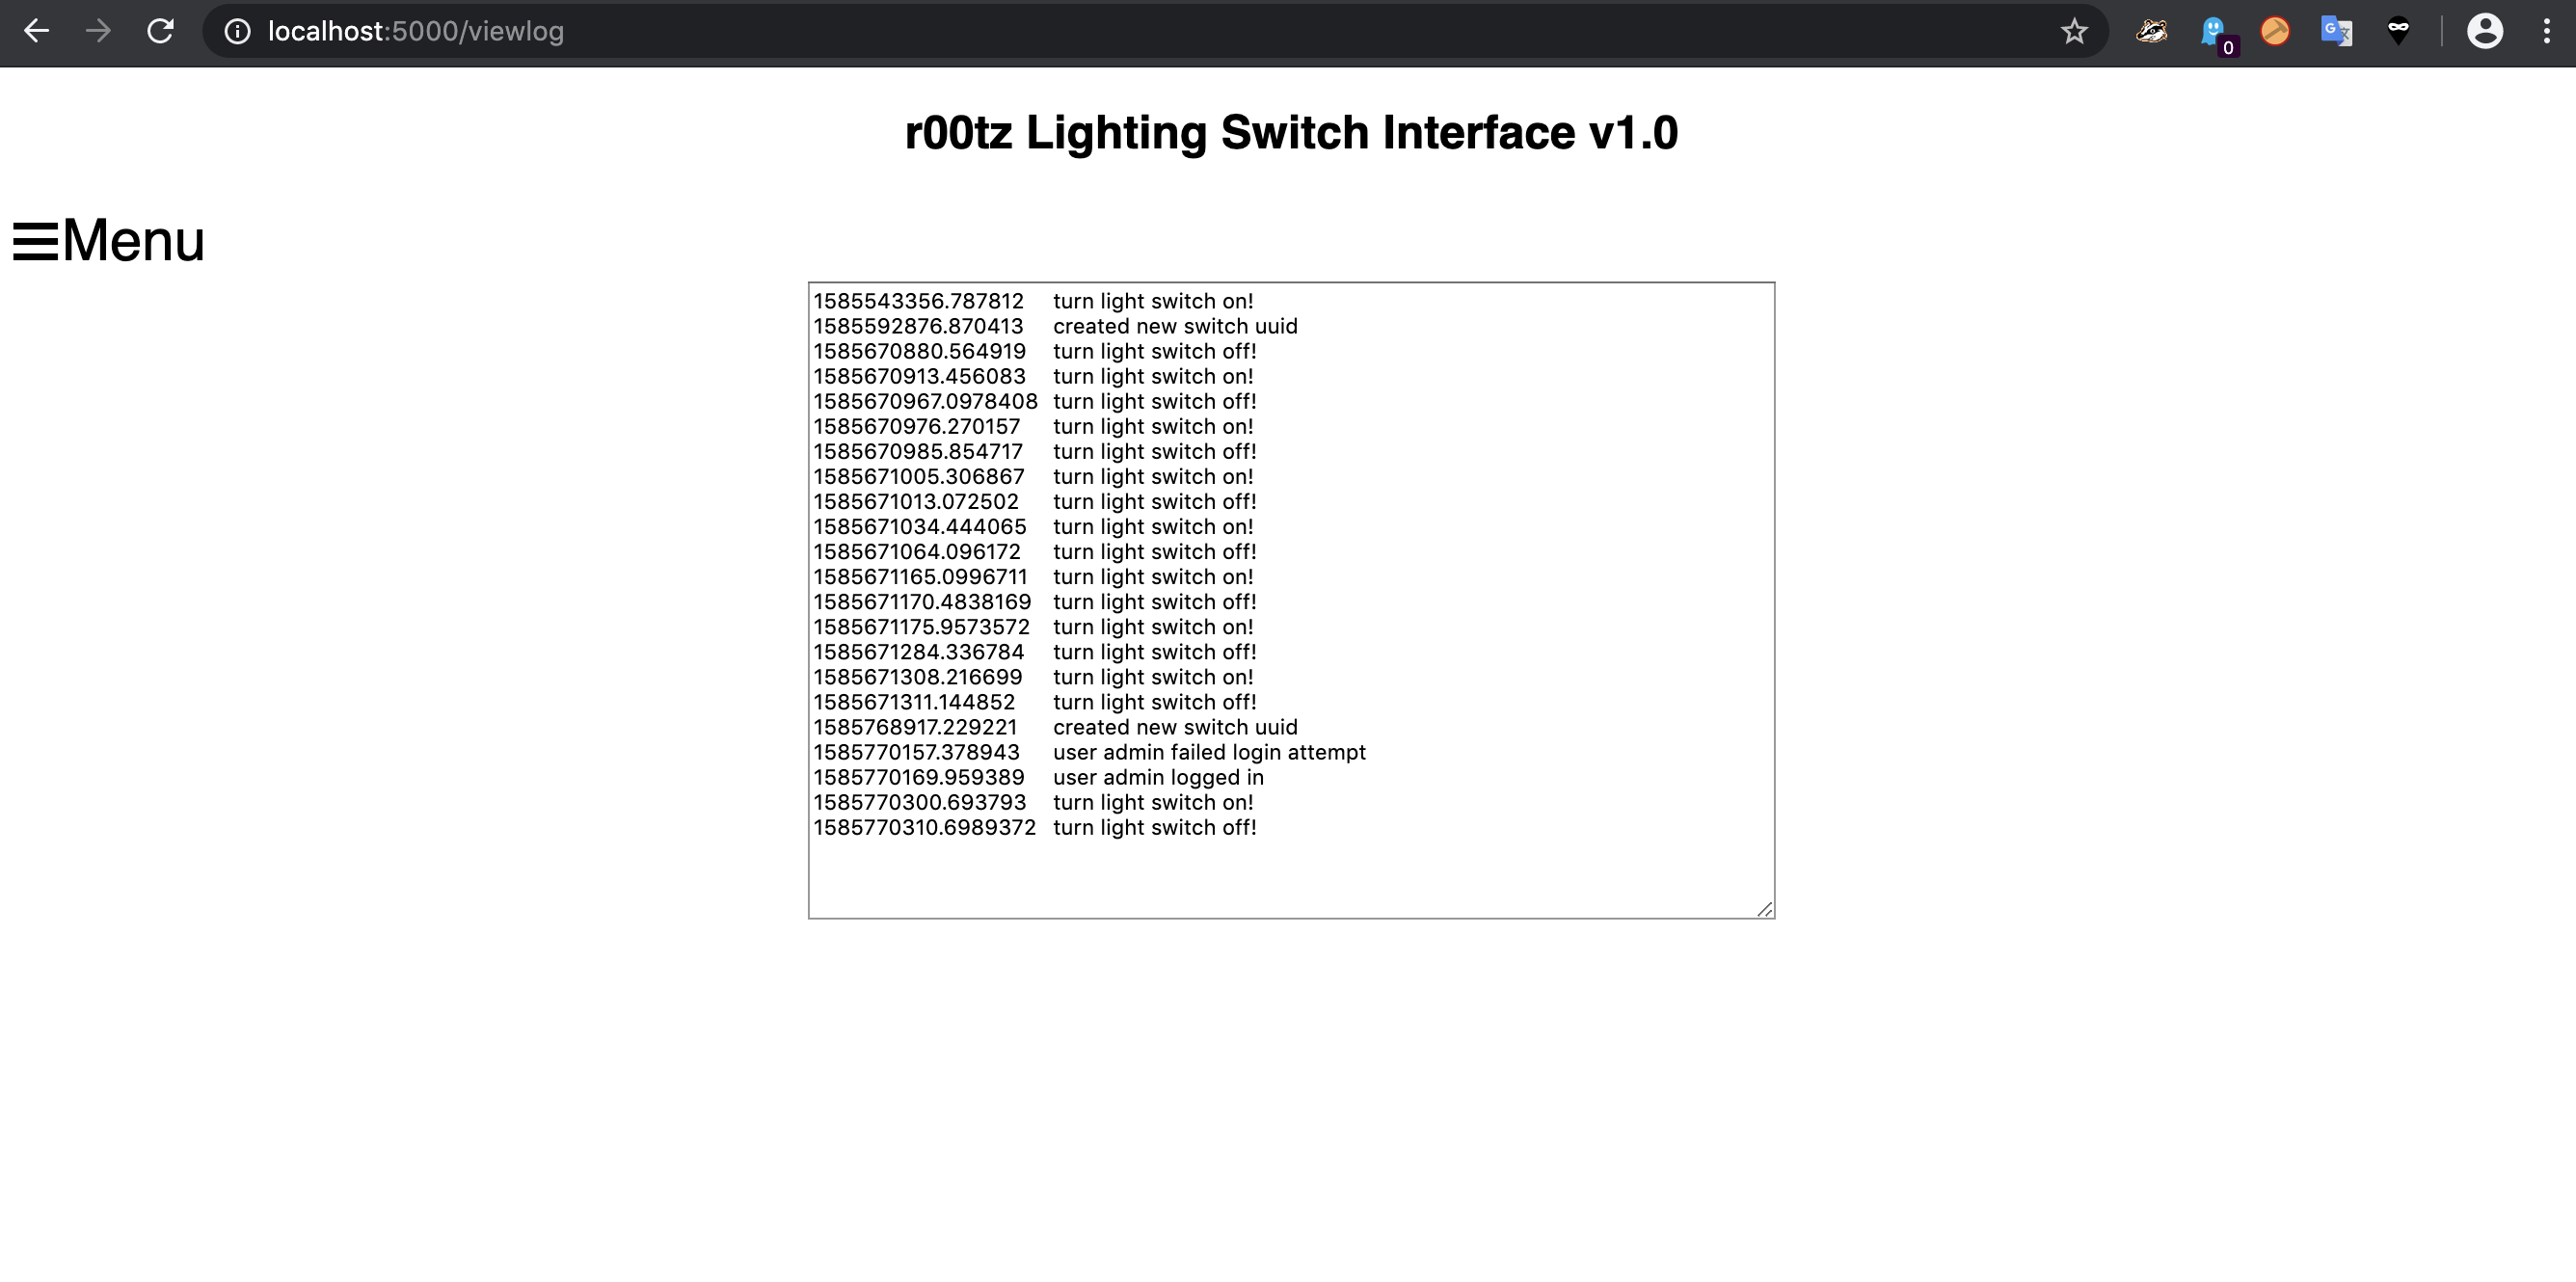 localhost:5000/viewlog
0
r00tz Lighting Switch Interface v1.0
Menu
1585543356.787812 turn light switch on!
1585592876.870413 created new switch uuid
1585670880.564919 turn light switch off!
1585670913.456083 turn light switch on!
1585670967.0978408 turn light switch off!
1585670976.270157 turn light switch on!
1585670985.854717 turn light switch off!
1585671005.306867 turn light switch on!
1585671013.072502 turn light switch off!
1585671034.444065 turn light switch on!
1585671064.096172 turn light switch off!
1585671165.0996711 turn light switch on!
1585671170.4838169 turn light switch off!
1585671175.9573572 turn light switch on!
1585671284.336784 turn light switch off!
1585671308.216699 turn light switch on!
1585671311.144852 turn light switch off!
1585768917.229221 created new switch uuid
1585770157.378943 user admin failed login attempt
1585770169.959389 user admin logged in
1585770300.693793 turn light switch on!
1585770310.6989372 turn light switch off!